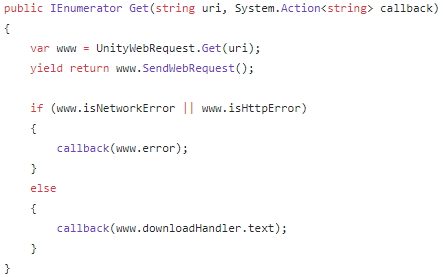 public IEnumerator Get(string uri, System.Action<string> callback)
{
    var www = UnityWebRequest.Get(uri);
    yield return www.SendWebRequest();

    if (www.isNetworkError || www.isHttpError)
    {
        callback(www.error);
    }
    else
    {
        callback(www.downloadHandler.text);
    }
}